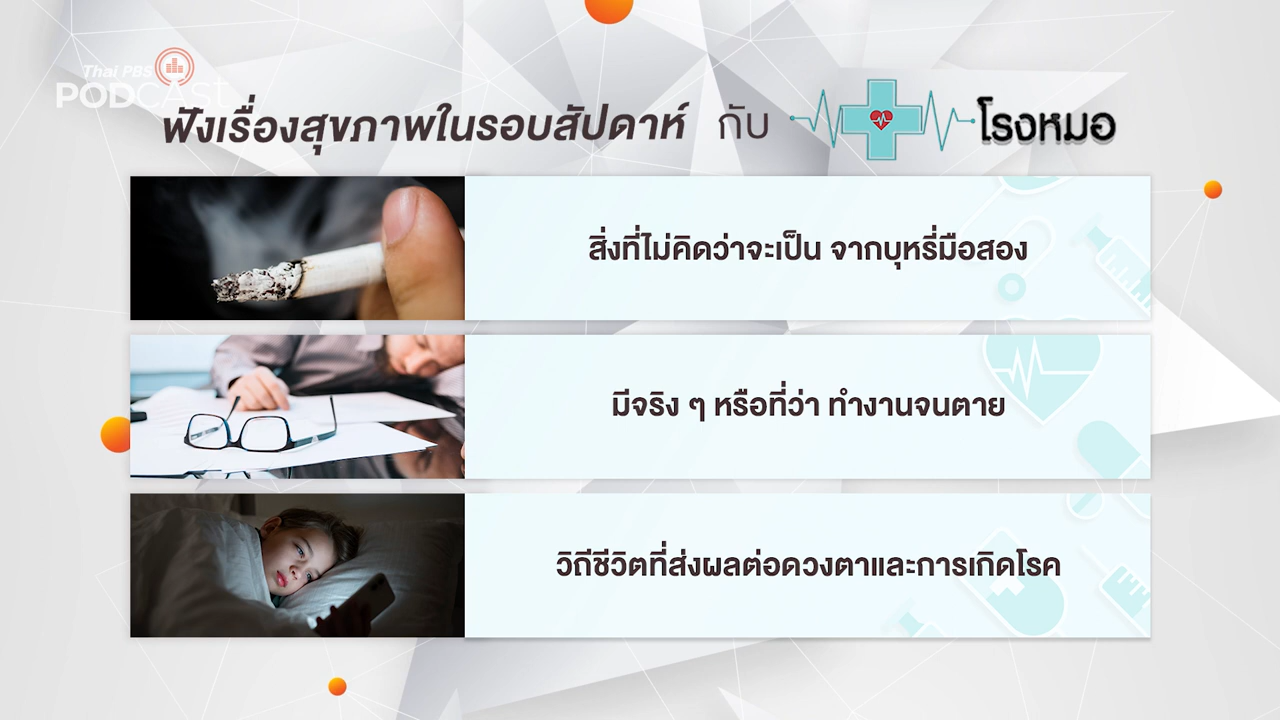 Thai PBS
PODCAST
ฟังเรื่องสุขภาพในรอบสัปดาห์ กับ โรงหมอ
สิ่งที่ไม่คิดว่าจะเป็น จากบุหรี่มือสอง
มีจริง ๆ หรือที่ว่า ทำงานจนตาย
วิถีชีวิตที่ส่งผลต่อดวงตาและการเกิดโรค